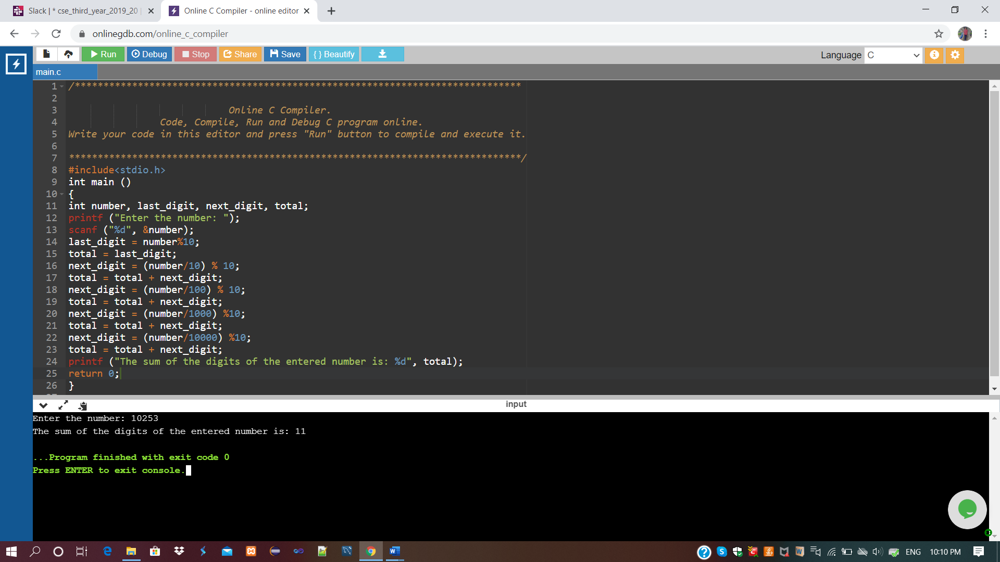 Slack | * cse_third_year_2019_20
Online C Compiler - online editor
onlinegdb.com/online_c_compiler
Run Debug Stop Share Save {} Beautify
Language C
main.c
1 /******************************************************************************
2
3 Online C Compiler.
4 Code, Compile, Run and Debug C program online.
5 Write your code in this editor and press "Run" button to compile and execute it.
6
7 *******************************************************************************/
8 #include<stdio.h>
9 int main ()
10 {
11 int number, last_digit, next_digit, total;
12 printf ("Enter the number: ");
13 scanf ("%d", &number);
14 last_digit = number%10;
15 total = last_digit;
16 next_digit = (number/10) % 10;
17 total = total + next_digit;
18 next_digit = (number/100) % 10;
19 total = total + next_digit;
20 next_digit = (number/1000) %10;
21 total = total + next_digit;
22 next_digit = (number/10000) %10;
23 total = total + next_digit;
24 printf ("The sum of the digits of the entered number is: %d", total);
25 return 0;
26 }
input
Enter the number: 10253
The sum of the digits of the entered number is: 11
...Program finished with exit code 0
Press ENTER to exit console.
ENG 10:10 PM